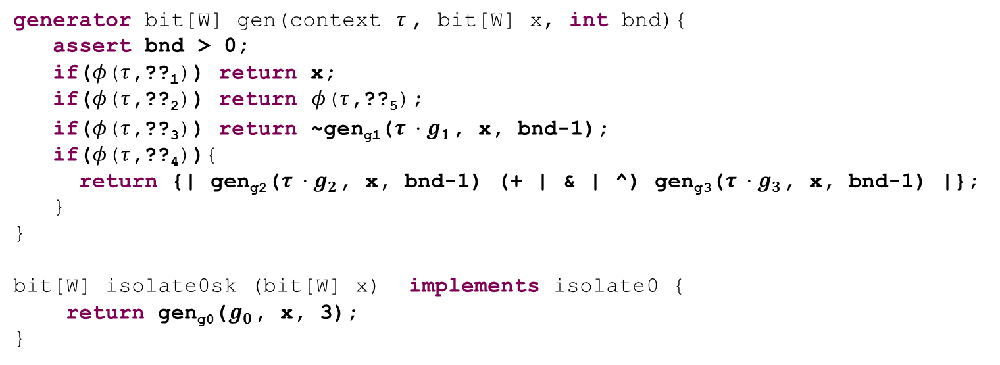 generator bit[W] gen(context τ, bit[W] x, int bnd){
assert bnd > 0;
if(ϕ(τ,??₁)) return x;
if(ϕ(τ,??₂)) return ϕ(τ,??₅);
if(ϕ(τ,??₃)) return ~gen_g1(τ·g₁, x, bnd-1);
if(ϕ(τ,??₄)){
return {| gen_g2(τ·g₂, x, bnd-1) (+ | & | ^) gen_g3(τ·g₃, x, bnd-1) |};
}
}
bit[W] isolate0sk (bit[W] x) implements isolate0 {
return gen_g0(g₀, x, 3);
}